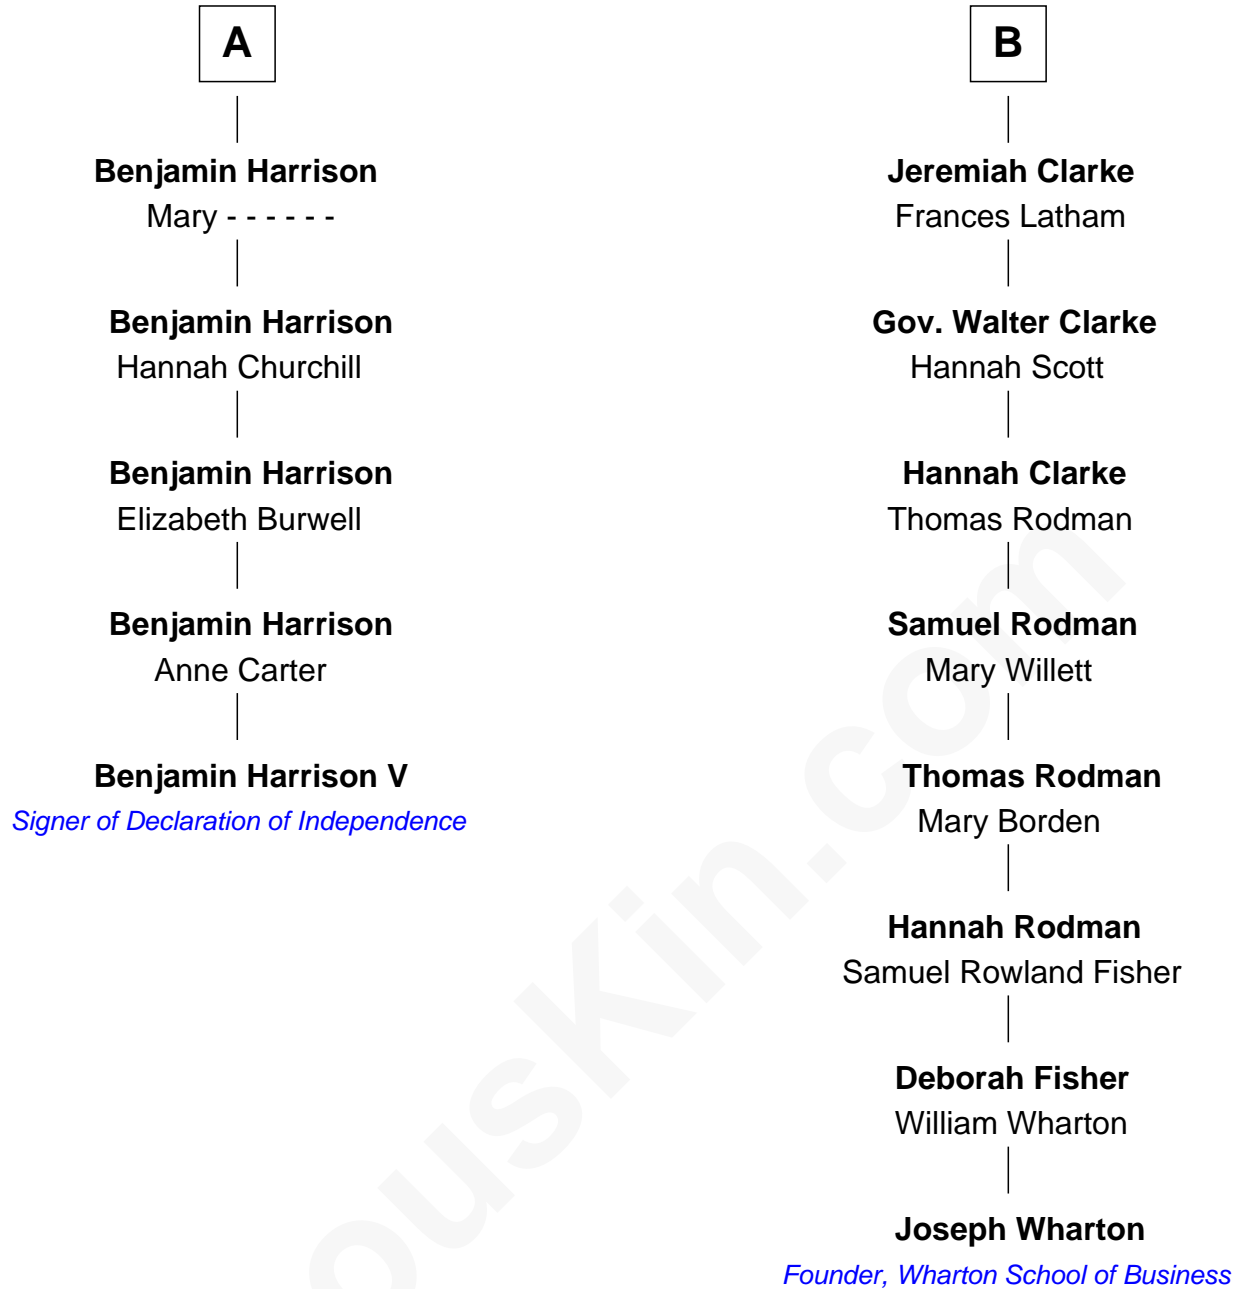 A
Benjamin Harrison
Mary - - - - - -
Benjamin Harrison
Hannah Churchill
Benjamin Harrison
Elizabeth Burwell
Benjamin Harrison
Anne Carter
Benjamin Harrison V
Signer of Declaration of Independence
B
Jeremiah Clarke
Frances Latham
Gov. Walter Clarke
Hannah Scott
Hannah Clarke
Thomas Rodman
Samuel Rodman
Mary Willett
Thomas Rodman
Mary Borden
Hannah Rodman
Samuel Rowland Fisher
Deborah Fisher
William Wharton
Joseph Wharton
Founder, Wharton School of Business
ousKin.com